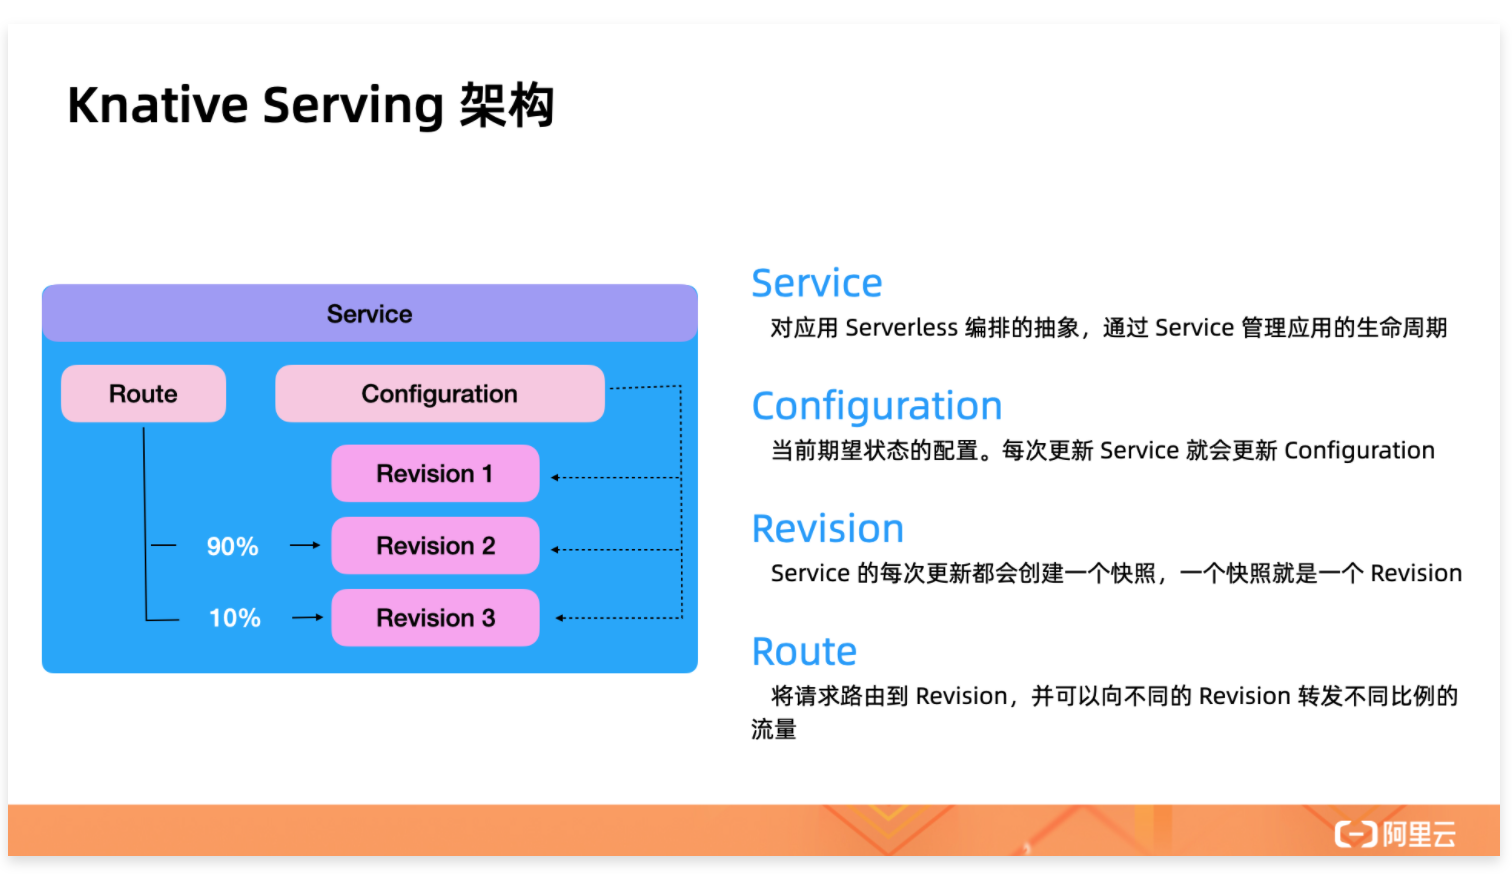 Knative Serving 架构
Service
Route
Configuration
Revision 1
90%
Revision 2
10%
Revision 3
Service
对应用 Serverless 编排的抽象，通过 Service 管理应用的生命周期
Configuration
当前期望状态的配置。每次更新 Service 就会更新 Configuration
Revision
Service 的每次更新都会创建一个快照，一个快照就是一个 Revision
Route
将请求路由到 Revision，并可以向不同的 Revision 转发不同比例的
流量
阿里云